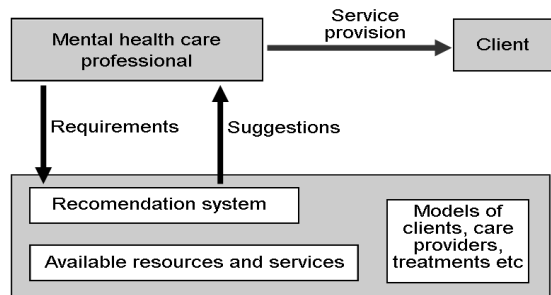 Mental health care
professional
Service
provision
Client
Requirements
Suggestions
Recomendation system
Available resources and services
Models of
clients, care
providers,
treatments etc